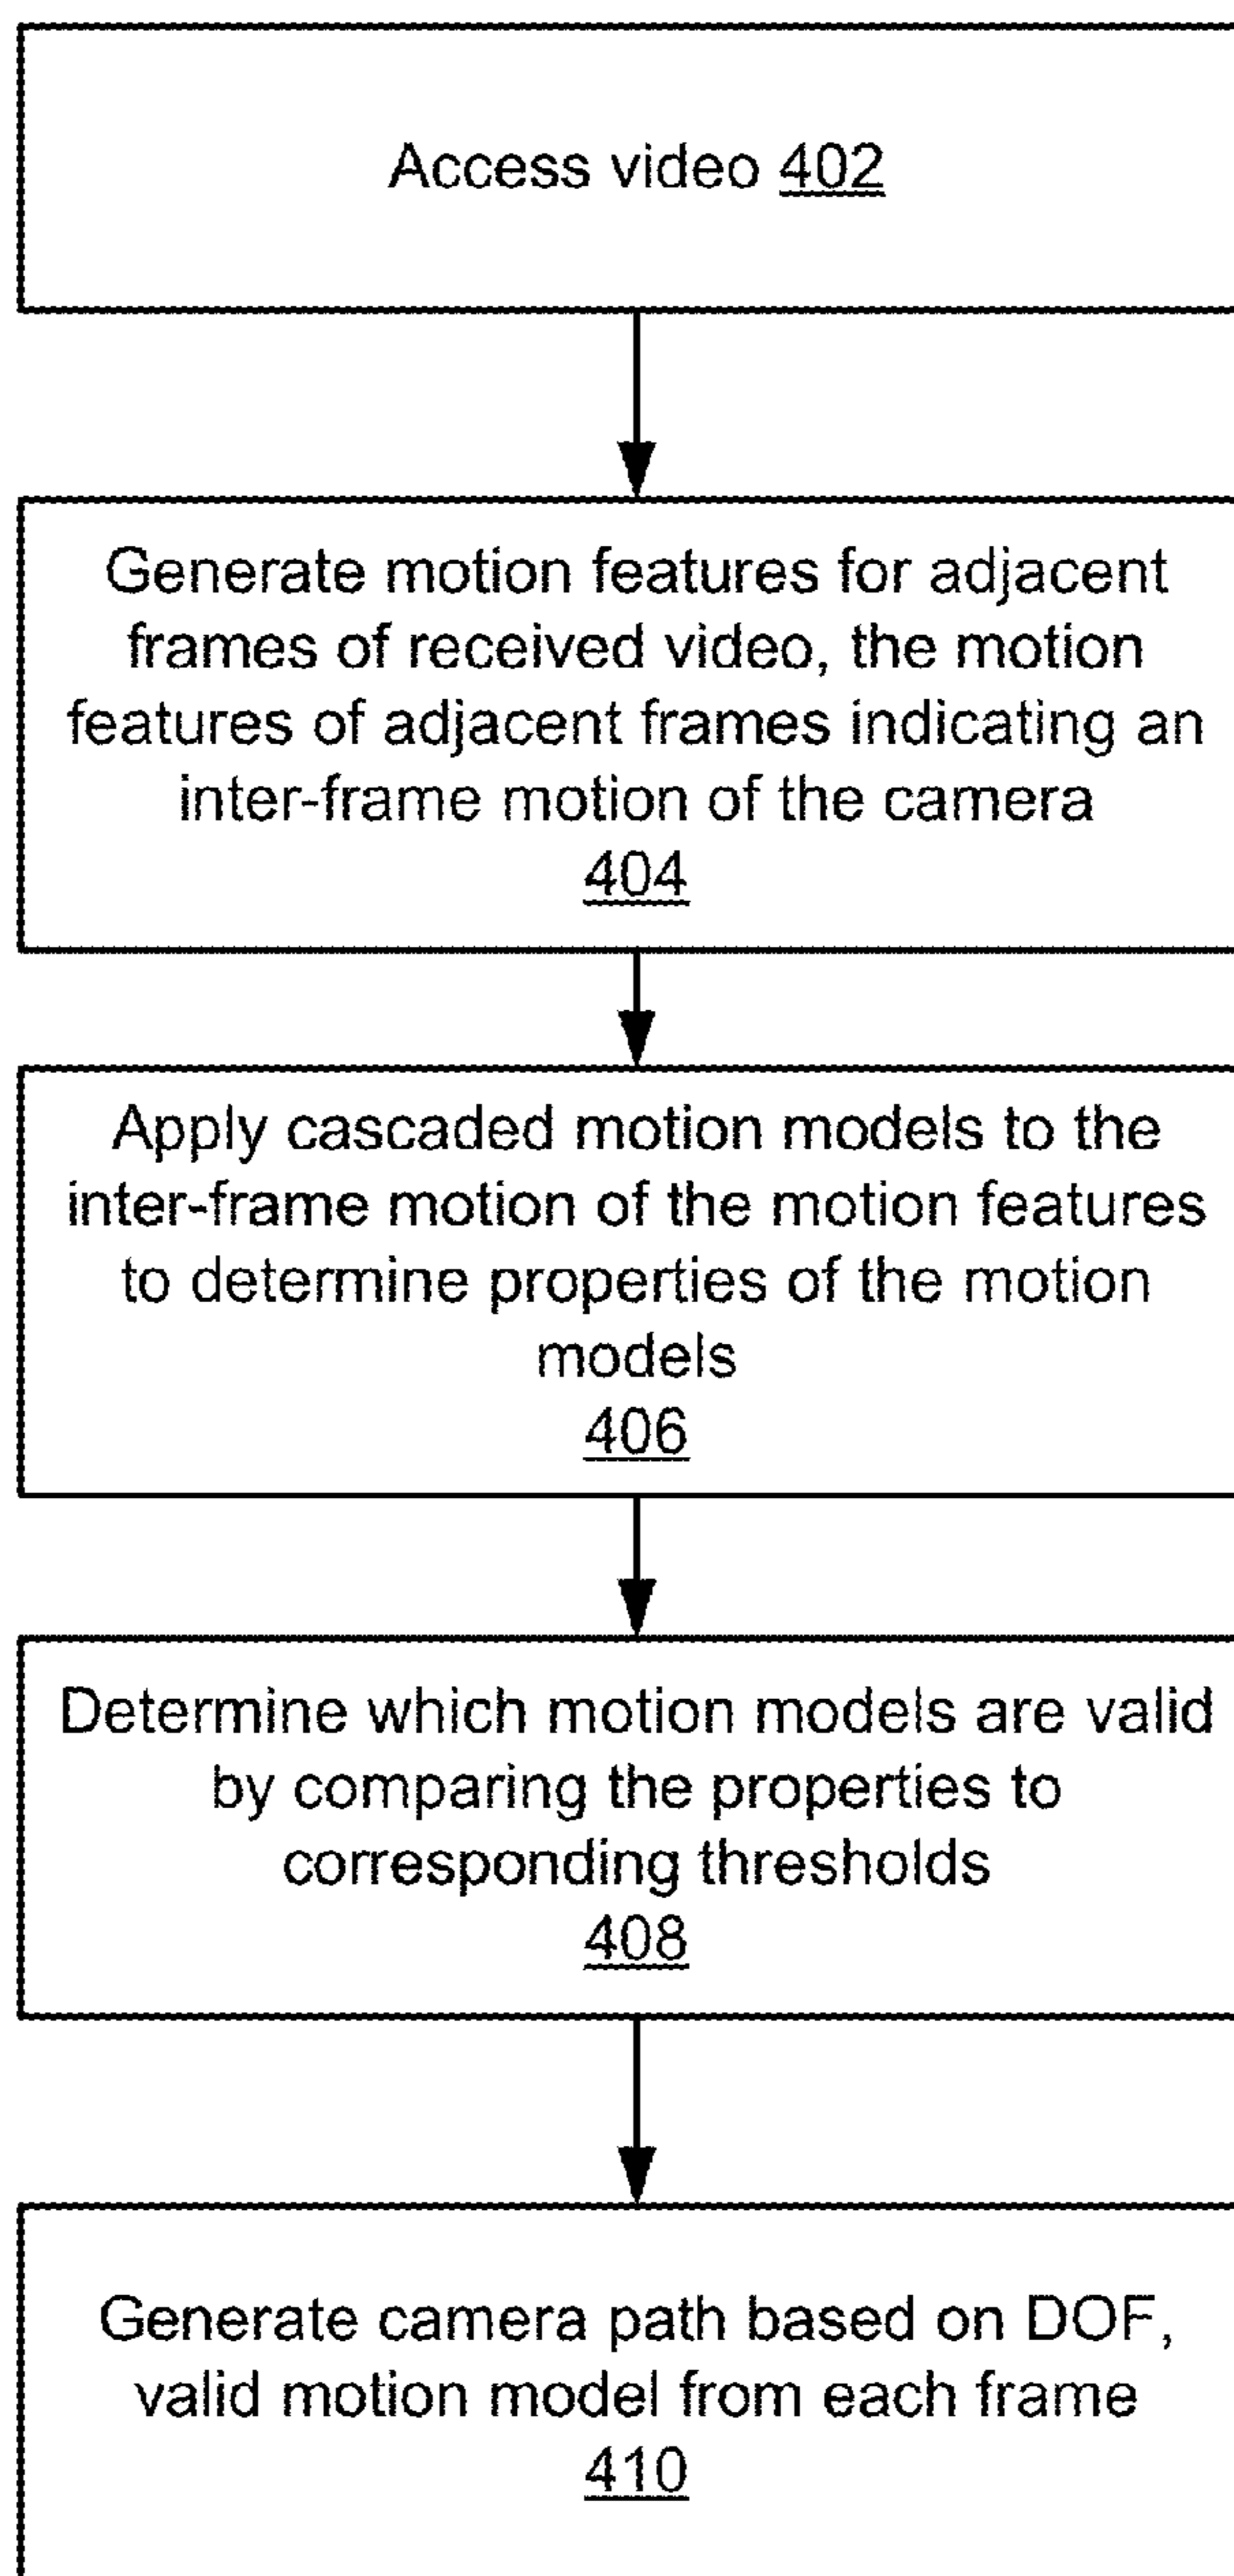 Access video 402
Generate motion features for adjacent
frames of received video, the motion
features of adjacent frames indicating an
inter-frame motion of the camera
404
Apply cascaded motion models to the
inter-frame motion of the motion features
to determine properties of the motion
models
406
Determine which motion models are valid
by comparing the properties to
corresponding thresholds
408
Generate camera path based on DOF,
valid motion model from each frame
410